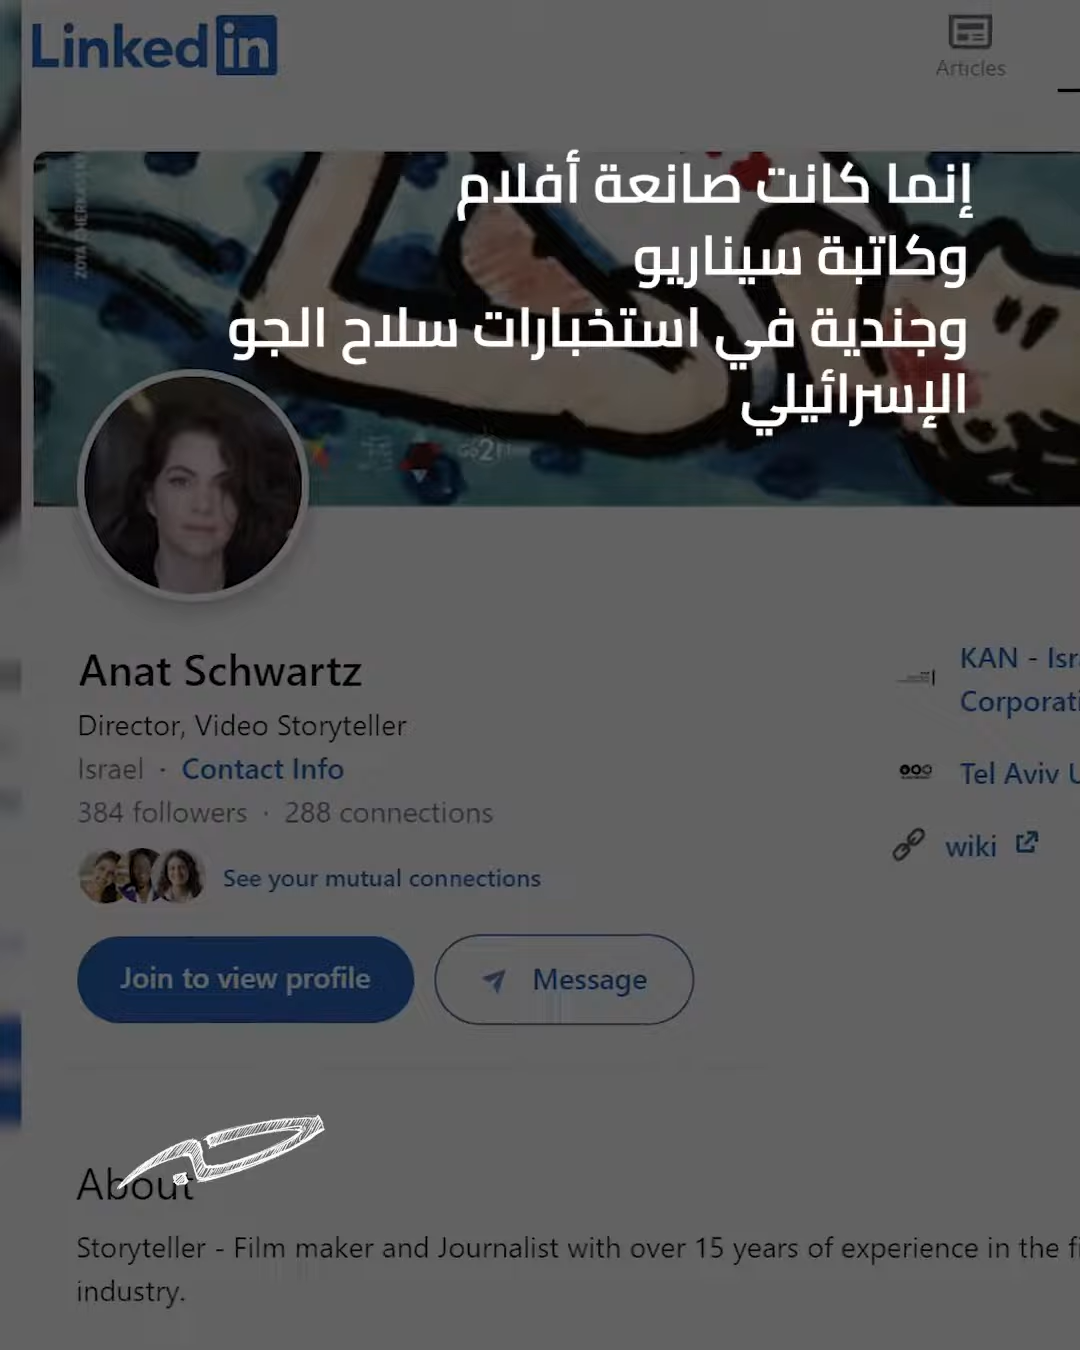 Linkedin
Articles
إنما كانت صانعة أفلام
وكاتبة سيناريو
وجندية في استخبارات سلاح الجو
الإسرائيلي
Anat Schwartz
Director, Video Storyteller
Israel · Contact Info
384 followers · 288 connections
See your mutual connections
Join to view profile
Message
KAN - Isr
Corporati
Tel Aviv U
wiki
About
Storyteller - Film maker and Journalist with over 15 years of experience in the fi
industry.